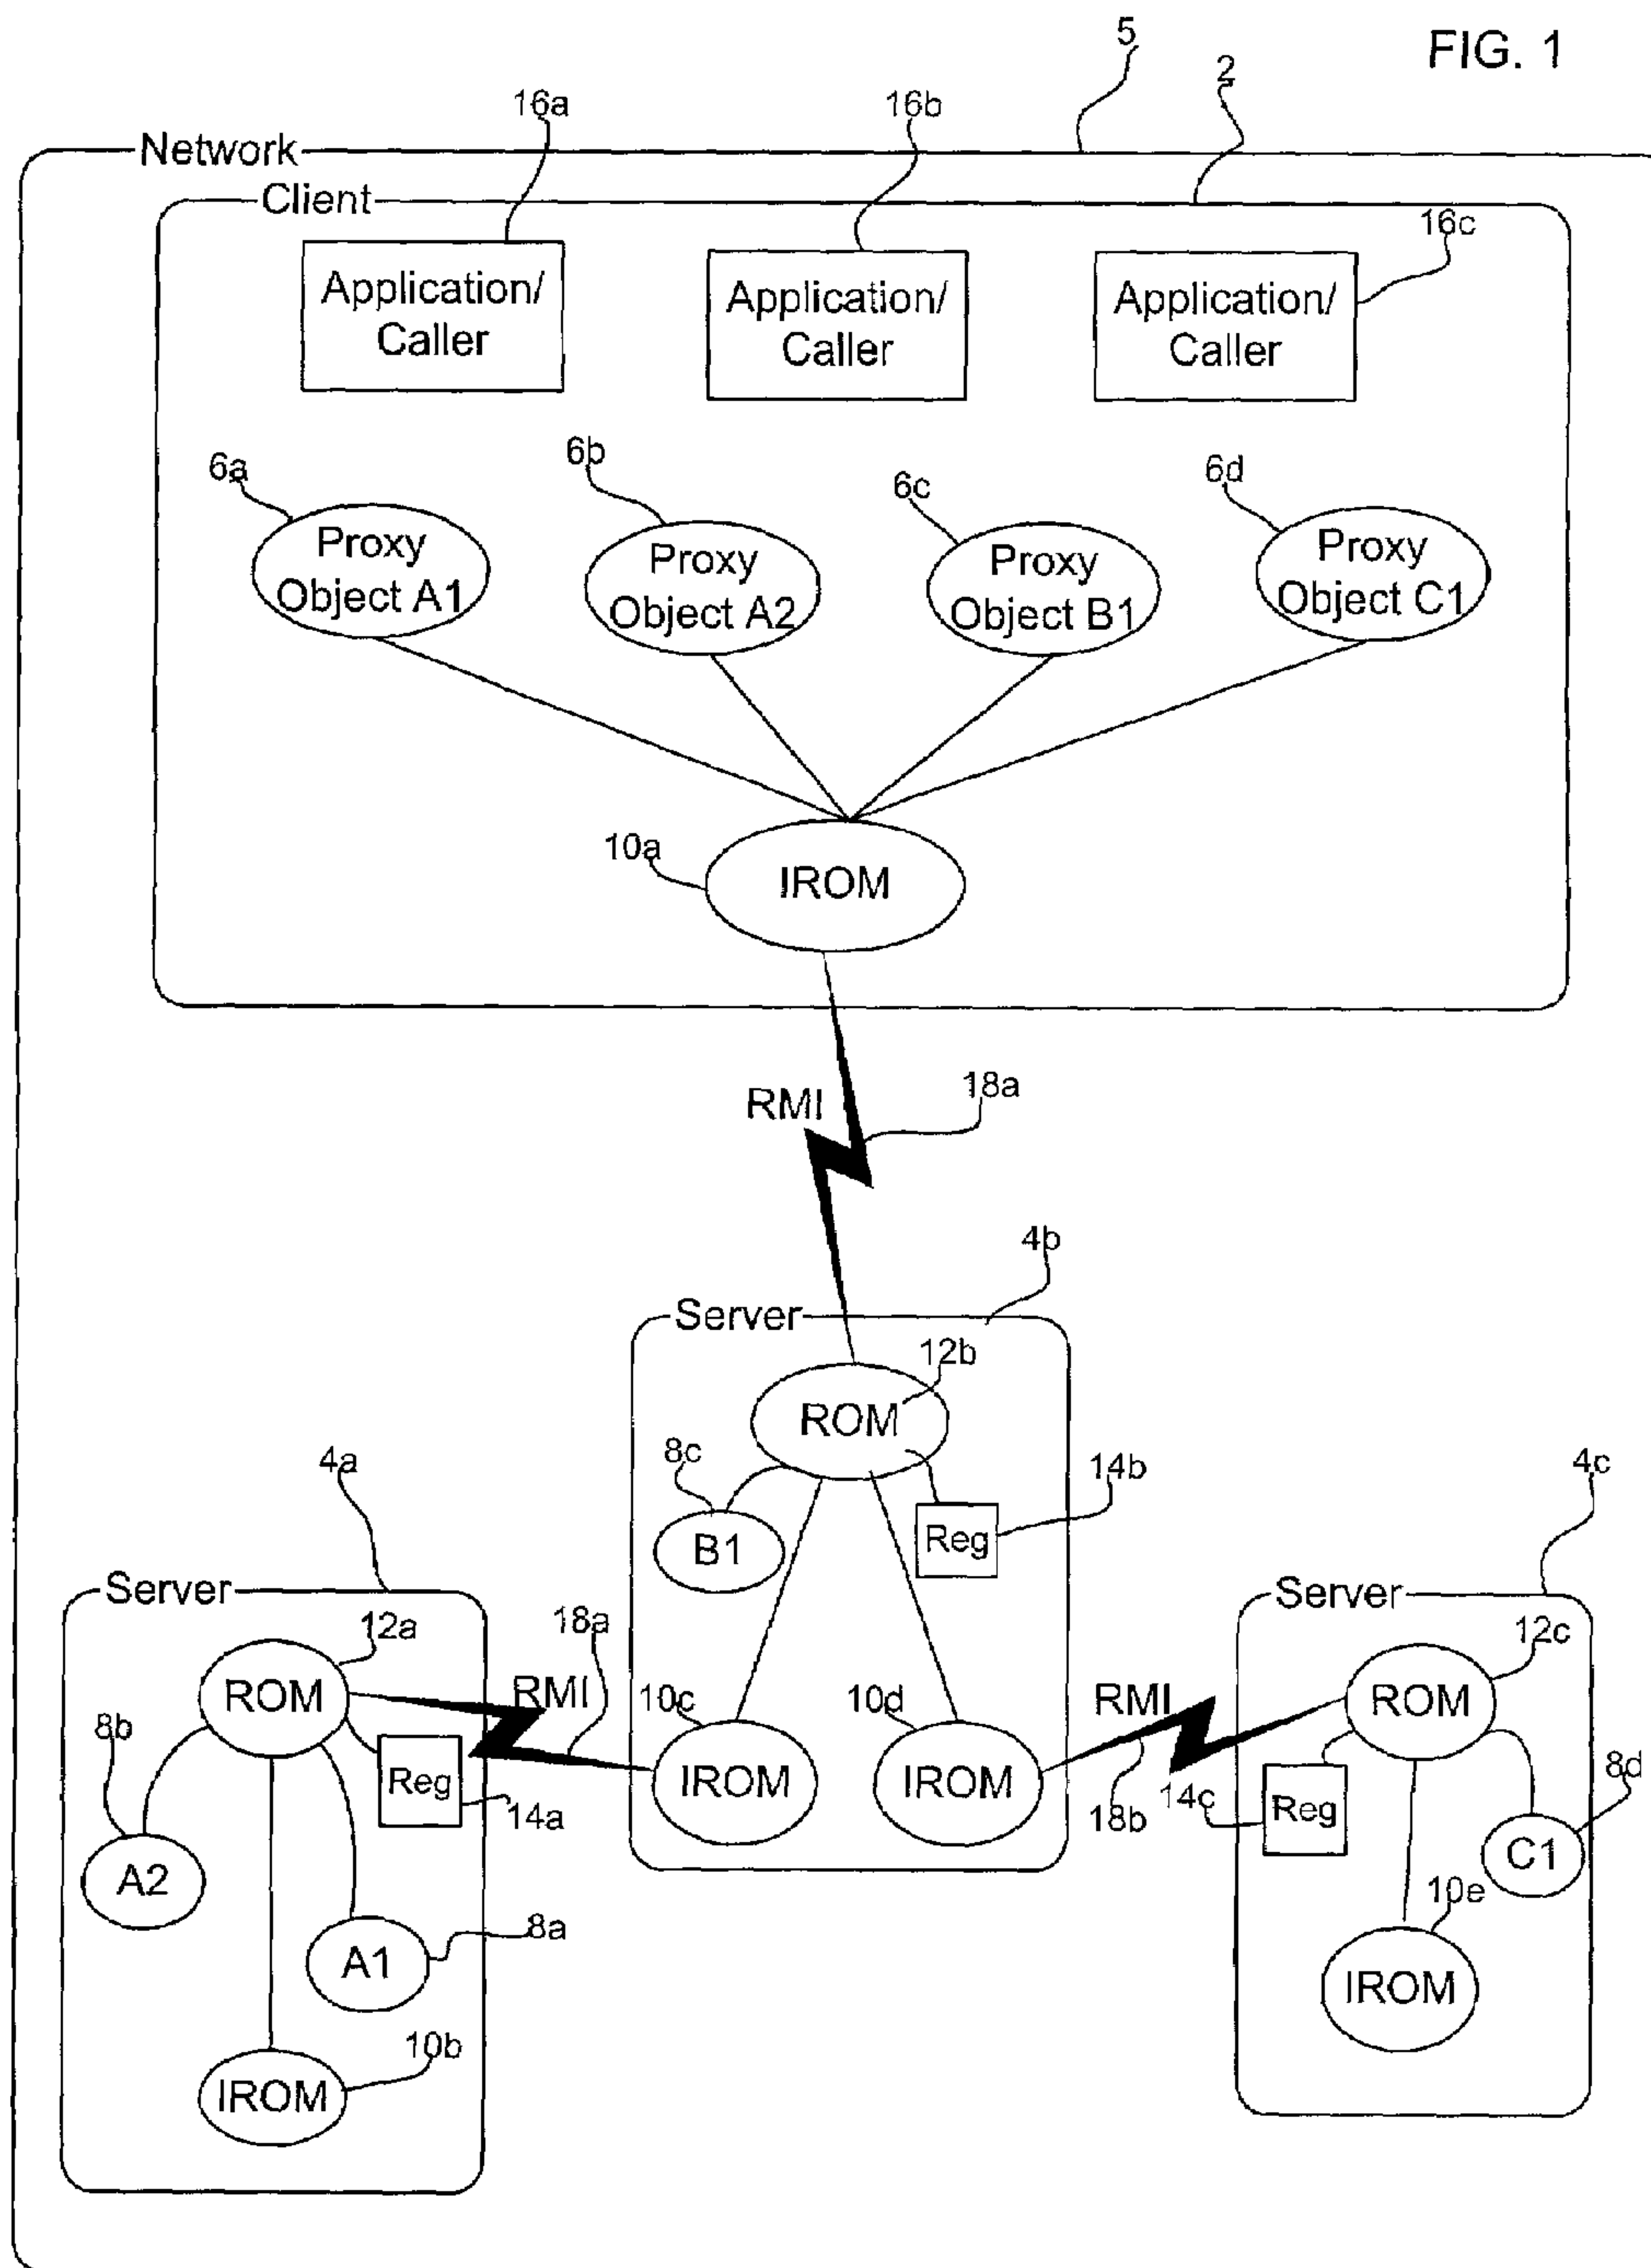 FIG. 1
5
2
16a
16b
Network
Client
16c
Application/
Caller
Application/
Caller
Application/
Caller
6a
6b
6c
6d
Proxy
Object A1
Proxy
Object A2
Proxy
Object B1
Proxy
Object C1
10a
IROM
RMI
18a
4b
Server
12b
ROM
8c
14b
B1
Reg
4a
4c
Server
Server
12a
18a
12c
ROM
RMI
10c
10d
RMI
ROM
8b
Reg
14a
IROM
IROM
18b
14c
Reg
8d
A2
C1
8a
A1
10e
IROM
10b
IROM